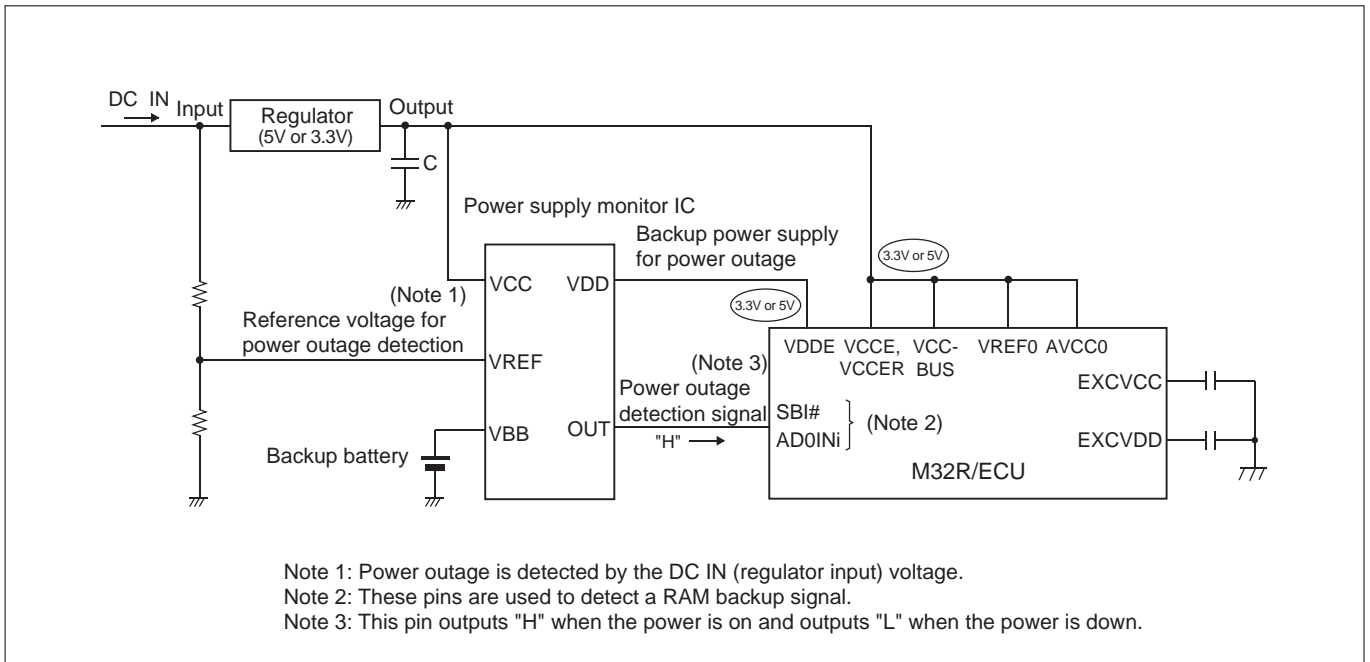 DC IN
Input
Regulator
(5V or 3.3V)
Output
C
Power supply monitor IC
Backup power supply
for power outage
3.3V or 5V
3.3V or 5V
(Note 1)
VCC
VDD
Reference voltage for
power outage detection
VREF
VDDE
VCCE,
VCCER
VCC-
BUS
VREF0
AVCC0
(Note 3)
Power outage
detection signal
"H"
SBI#
AD0INi
(Note 2)
EXCVCC
EXCVDD
M32R/ECU
VBB
OUT
Backup battery
Note 1: Power outage is detected by the DC IN (regulator input) voltage.
Note 2: These pins are used to detect a RAM backup signal.
Note 3: This pin outputs "H" when the power is on and outputs "L" when the power is down.